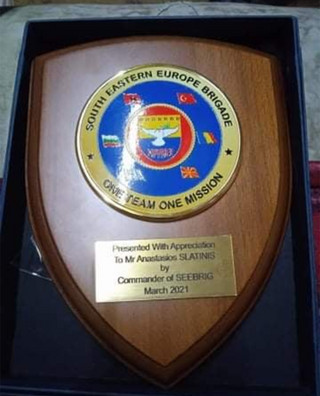 SOUTH EASTERN EUROPE BRIGADE
ONE TEAM ONE MISSION
Presented With Appreciation
To Mr Anastasios SLATINIS
by
Commander of SEEBRIG
March 2021